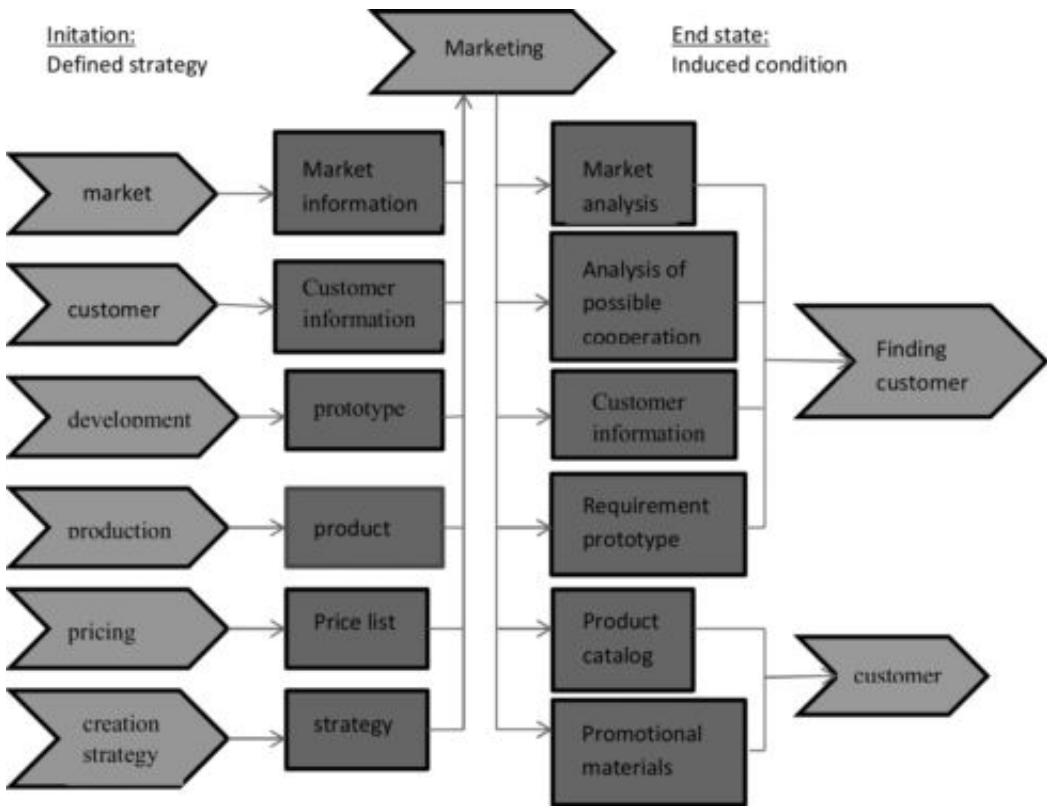 Initation:
Defined strategy
Marketing
End state:
Induced condition
market
Market
information
Market
analysis
customer
Customer
information
Analysis of
possible
cooperation
Finding
customer
development
prototype
Customer
information
production
product
Requirement
prototype
pricing
Price list
Product
catalog
customer
creation
strategy
strategy
Promotional
materials